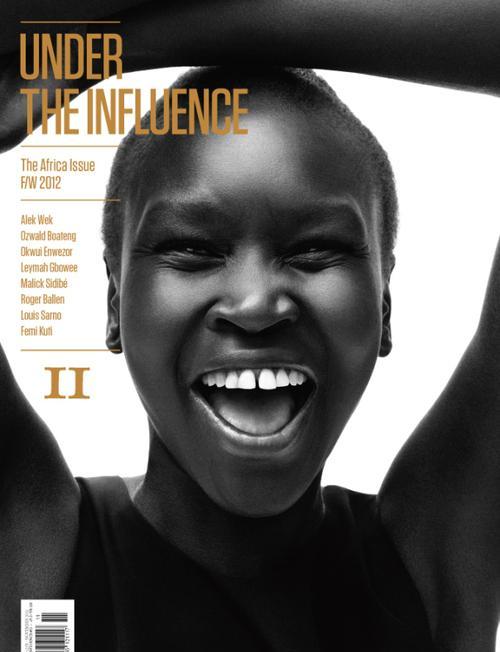 UNDER
THE INFLUENCE
The Africa Issue
F/W 2012
Alek Wek
Ozwald Boateng
Okwui Enwezor
Leymah Gbowee
Malick Sidibé
Roger Ballen
Louis Sarno
Femi Kuti
II